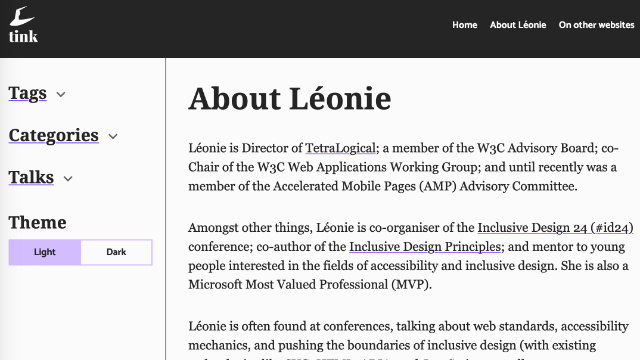 tink
Home About Léonie On other websites
Tags
Categories
Talks
Theme
Light Dark
About Léonie
Léonie is Director of TetraLogical; a member of the W3C Advisory Board; co-
Chair of the W3C Web Applications Working Group; and until recently was a
member of the Accelerated Mobile Pages (AMP) Advisory Committee.
Amongst other things, Léonie is co-organiser of the Inclusive Design 24 (#id24)
conference; co-author of the Inclusive Design Principles; and mentor to young
people interested in the fields of accessibility and inclusive design. She is also a
Microsoft Most Valued Professional (MVP).
Léonie is often found at conferences, talking about web standards, accessibility
mechanics, and pushing the boundaries of inclusive design (with existing